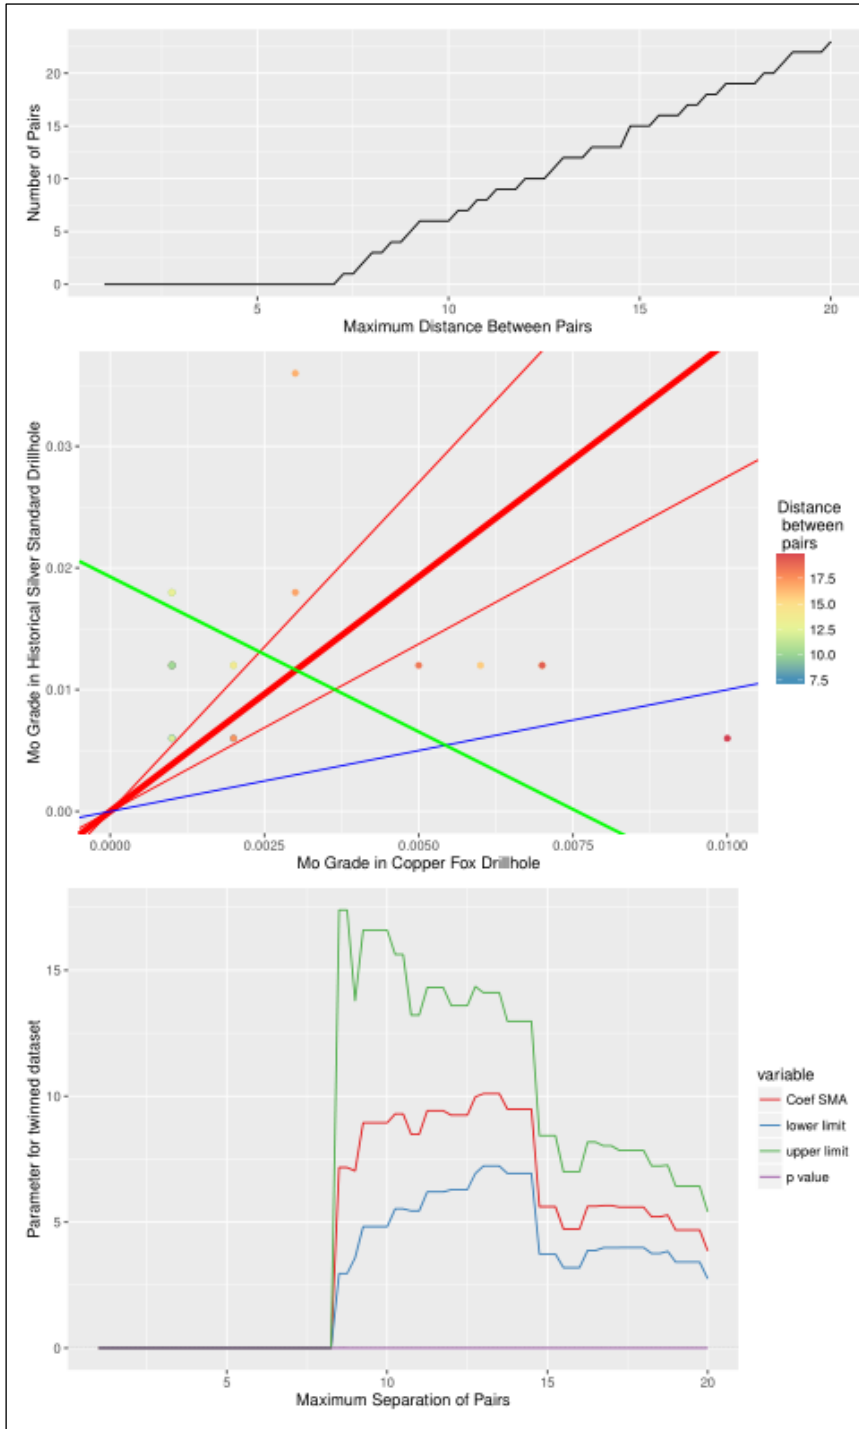 Number of Pairs
20
15
10
5
0
5
10
15
20
Maximum Distance Between Pairs
Mo Grade in Historical Silver Standard Drillhole
0.03
0.02
0.01
0.00
0.0000
0.0025
0.0050
0.0075
0.0100
Mo Grade in Copper Fox Drillhole
Distance
between
pairs
17.5
15.0
12.5
10.0
7.5
Parameter for twinned dataset
15
10
5
0
5
10
15
20
Maximum Separation of Pairs
variable
Coef SMA
lower limit
upper limit
p value